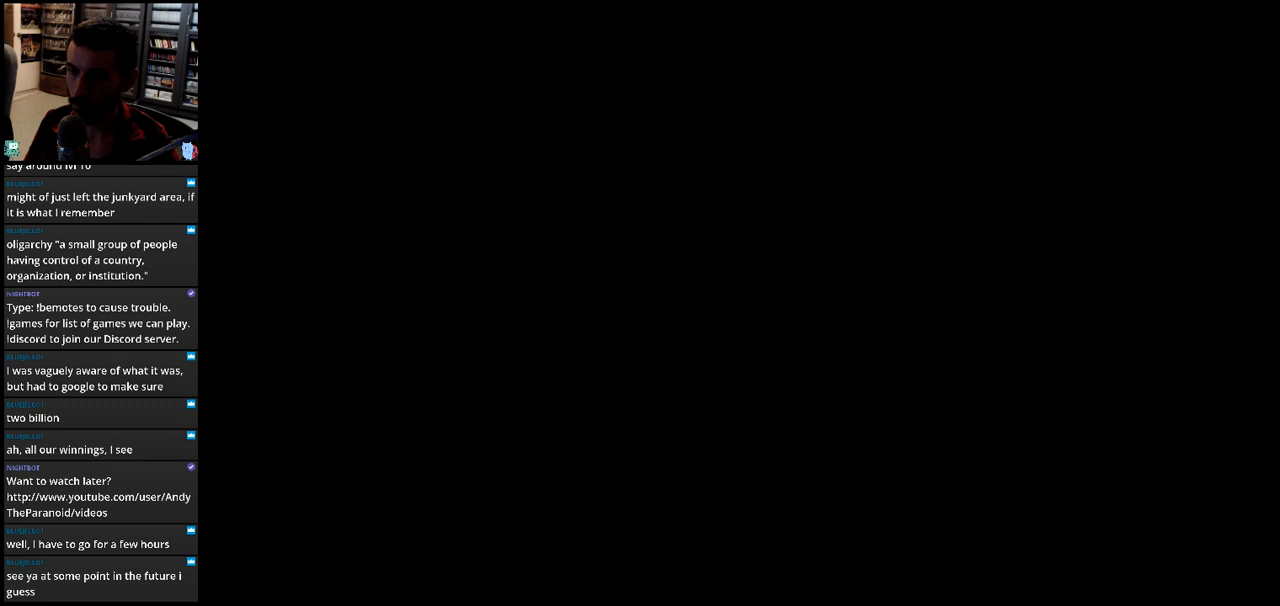 say around lvl 10
might of just left the junkyard area, if
it is what I remember
oligarchy "a small group of people
having control of a country,
organization, or institution."
NIGHTBOT
Type: !bemotes to cause trouble.
!games for list of games we can play.
!discord to join our Discord server.
I was vaguely aware of what it was,
but had to google to make sure
two billion
ah, all our winnings, I see
NIGHTBOT
Want to watch later?
http://www.youtube.com/user/Andy
TheParanoid/videos
well, I have to go for a few hours
see ya at some point in the future i
guess